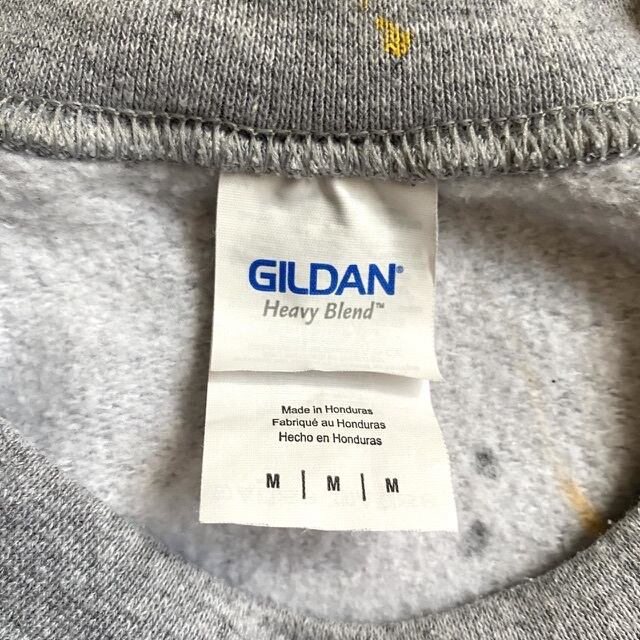 GILDAN®
Heavy Blend™
Made in Honduras
Fabriqué au Honduras
Hecho en Honduras
M | M | M